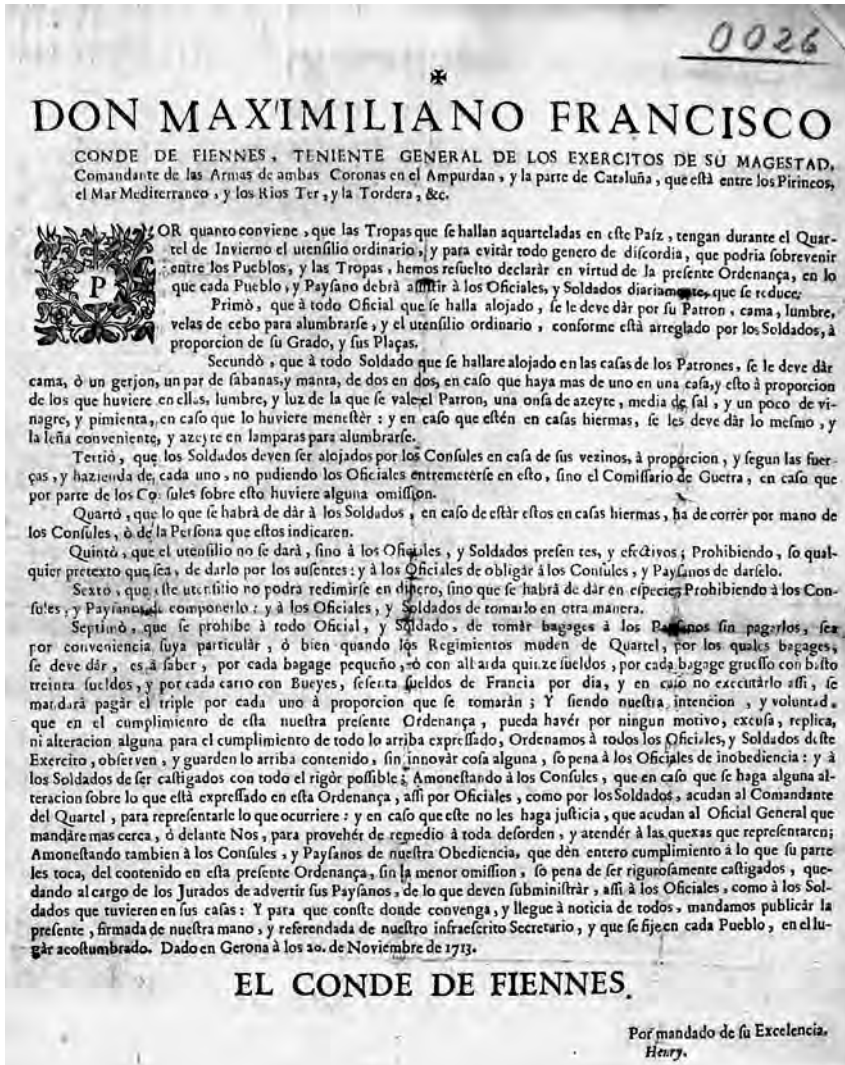 0026
✠
DON MAXIMILIANO FRANCISCO
CONDE DE FIENNES, TENIENTE GENERAL DE LOS EXERCITOS DE SU MAGESTAD,
Comandante de las Armas de ambas Coronas en el Ampurdan, y la parte de Cataluña, que eſtà entre los Pirineos,
el Mar Mediterraneo, y los Rios Ter, y la Tordera, &c.
POR quanto conviene, que las Tropas que ſe hallan aquarteladas en eſte Paíz, tengan durante el Quar-
tel de Invierno el utenſilio ordinario, y para evitàr todo genero de diſcordia, que podria ſobrevenir
entre los Pueblos, y las Tropas, hemos reſuelto declaràr en virtud de la preſente Ordenança, en lo
que cada Pueblo, y Payſano debrà aſſiſtir à los Oficiales, y Soldados diariamente, que ſe reduce:
Primò, que à todo Oficial que ſe halla alojado, ſe le deve dàr por ſu Patron, cama, lumbre,
velas de cebo para alumbrarſe, y el utenſilio ordinario, conforme eſtà arreglado por los Soldados, à
proporcion de ſu Grado, y ſus Plaças.
Secundò, que à todo Soldado que ſe hallare alojado en las caſas de los Patrones, ſe le deve dàr
cama, ò un gerjon, un par de ſabanas, y manta, de dos en dos, en caſo que haya mas de uno en una caſa, y eſto à proporcion
de los que huviere en ellas, lumbre, y luz de la que ſe vale el Patron, una onſa de azeyte, media de ſal, y un poco de vi-
nagre, y pimienta, en caſo que lo huviere meneſtèr: y en caſo que eſtén en caſas hiermas, ſe les deve dàr lo meſmo, y
la leña conveniente, y azeyte en lamparas para alumbrarſe.
Tertiò, que los Soldados deven ſer alojados por los Conſules en caſa de ſus vezinos, à proporcion, y ſegun las fuer-
ças, y hazienda de cada uno, no pudiendo los Oficiales entremeterſe en eſto, ſino el Comiſſario de Guerra, en caſo que
por parte de los Conſules ſobre eſto huviere alguna omiſſion.
Quartò, que lo que ſe habrà de dàr à los Soldados, en caſo de eſtàr eſtos en caſas hiermas, ha de corrèr por mano de
los Conſules, ò de la Perſona que eſtos indicaren.
Quintò, que el utenſilio no ſe darà, ſino à los Oficiales, y Soldados preſentes, y efectivos; Prohibiendo, ſo qual-
quier pretexto que ſea, de darlo por los auſentes: y à los Oficiales de obligàr à los Conſules, y Payſanos de darſelo.
Sexto, que eſte utenſilio no podra redimirſe en dinero, ſino que ſe habrà de dàr en eſpecie; Prohibiendo à los Con-
ſules, y Payſanos de componerlo: y à los Oficiales, y Soldados de tomarlo en otra manera.
Septimò, que ſe prohibe à todo Oficial, y Soldado, de tomàr bagages à los Payſanos ſin pagarlos, ſea
por conveniencia ſuya particulàr, ò bien quando los Regimientos muden de Quartel, por los quales bagages,
ſe deve dàr, es à ſaber, por cada bagage pequeño, ò con albarda quinze ſueldos, por cada bagage grueſſo con baſto
treinta ſueldos, y por cada carro con Bueyes, ſeſenta ſueldos de Francia por dia, y en caſo no executàrlo aſſi, ſe
mandarà pagàr el triple por cada uno à proporcion que ſe tomaràn; Y ſiendo nueſtra intencion, y voluntad,
que en el cumplimiento de eſta nueſtra preſente Ordenança, pueda havér por ningun motivo, excuſa, replica,
ni alteracion alguna para el cumplimiento de todo lo arriba expreſſado, Ordenamos à todos los Oficiales, y Soldados deſte
Exercito, obſerven, y guarden lo arriba contenido, ſin innovàr coſa alguna, ſo pena à los Oficiales de inobediencia: y à
los Soldados de ſer caſtigados con todo el rigòr poſſible; Amoneſtando à los Conſules, que en caſo que ſe haga alguna al-
teracion ſobre lo que eſtà expreſſado en eſta Ordenança, aſſi por Oficiales, como por los Soldados, acudan al Comandante
del Quartel, para repreſentarle lo que ocurriere: y en caſo que eſte no les haga juſticia, que acudan al Oficial General que
mandàre mas cerca, ò delante Nos, para provehér de remedio à toda deſorden, y atendér à las quexas que repreſentaren;
Amoneſtando tambien à los Conſules, y Payſanos de nueſtra Obediencia, que dèn entero cumplimiento à lo que ſu parte
les toca, del contenido en eſta preſente Ordenança, ſin la menor omiſſion, ſo pena de ſer riguroſamente caſtigados, que-
dando al cargo de los Jurados de advertir ſus Payſanos, de lo que deven ſubminiſtràr, aſſi à los Oficiales, como à los Sol-
dados que tuvieren en ſus caſas: Y para que conſte donde convenga, y llegue à noticia de todos, mandamos publicàr la
preſente, firmada de nueſtra mano, y referendada de nueſtro infraeſcrito Secretario, y que ſe fije en cada Pueblo, en el lu-
gàr acoſtumbrado. Dado en Gerona à los 20. de Noviembre de 1713.
EL CONDE DE FIENNES.
Por mandado de ſu Excelencia.
Henry.